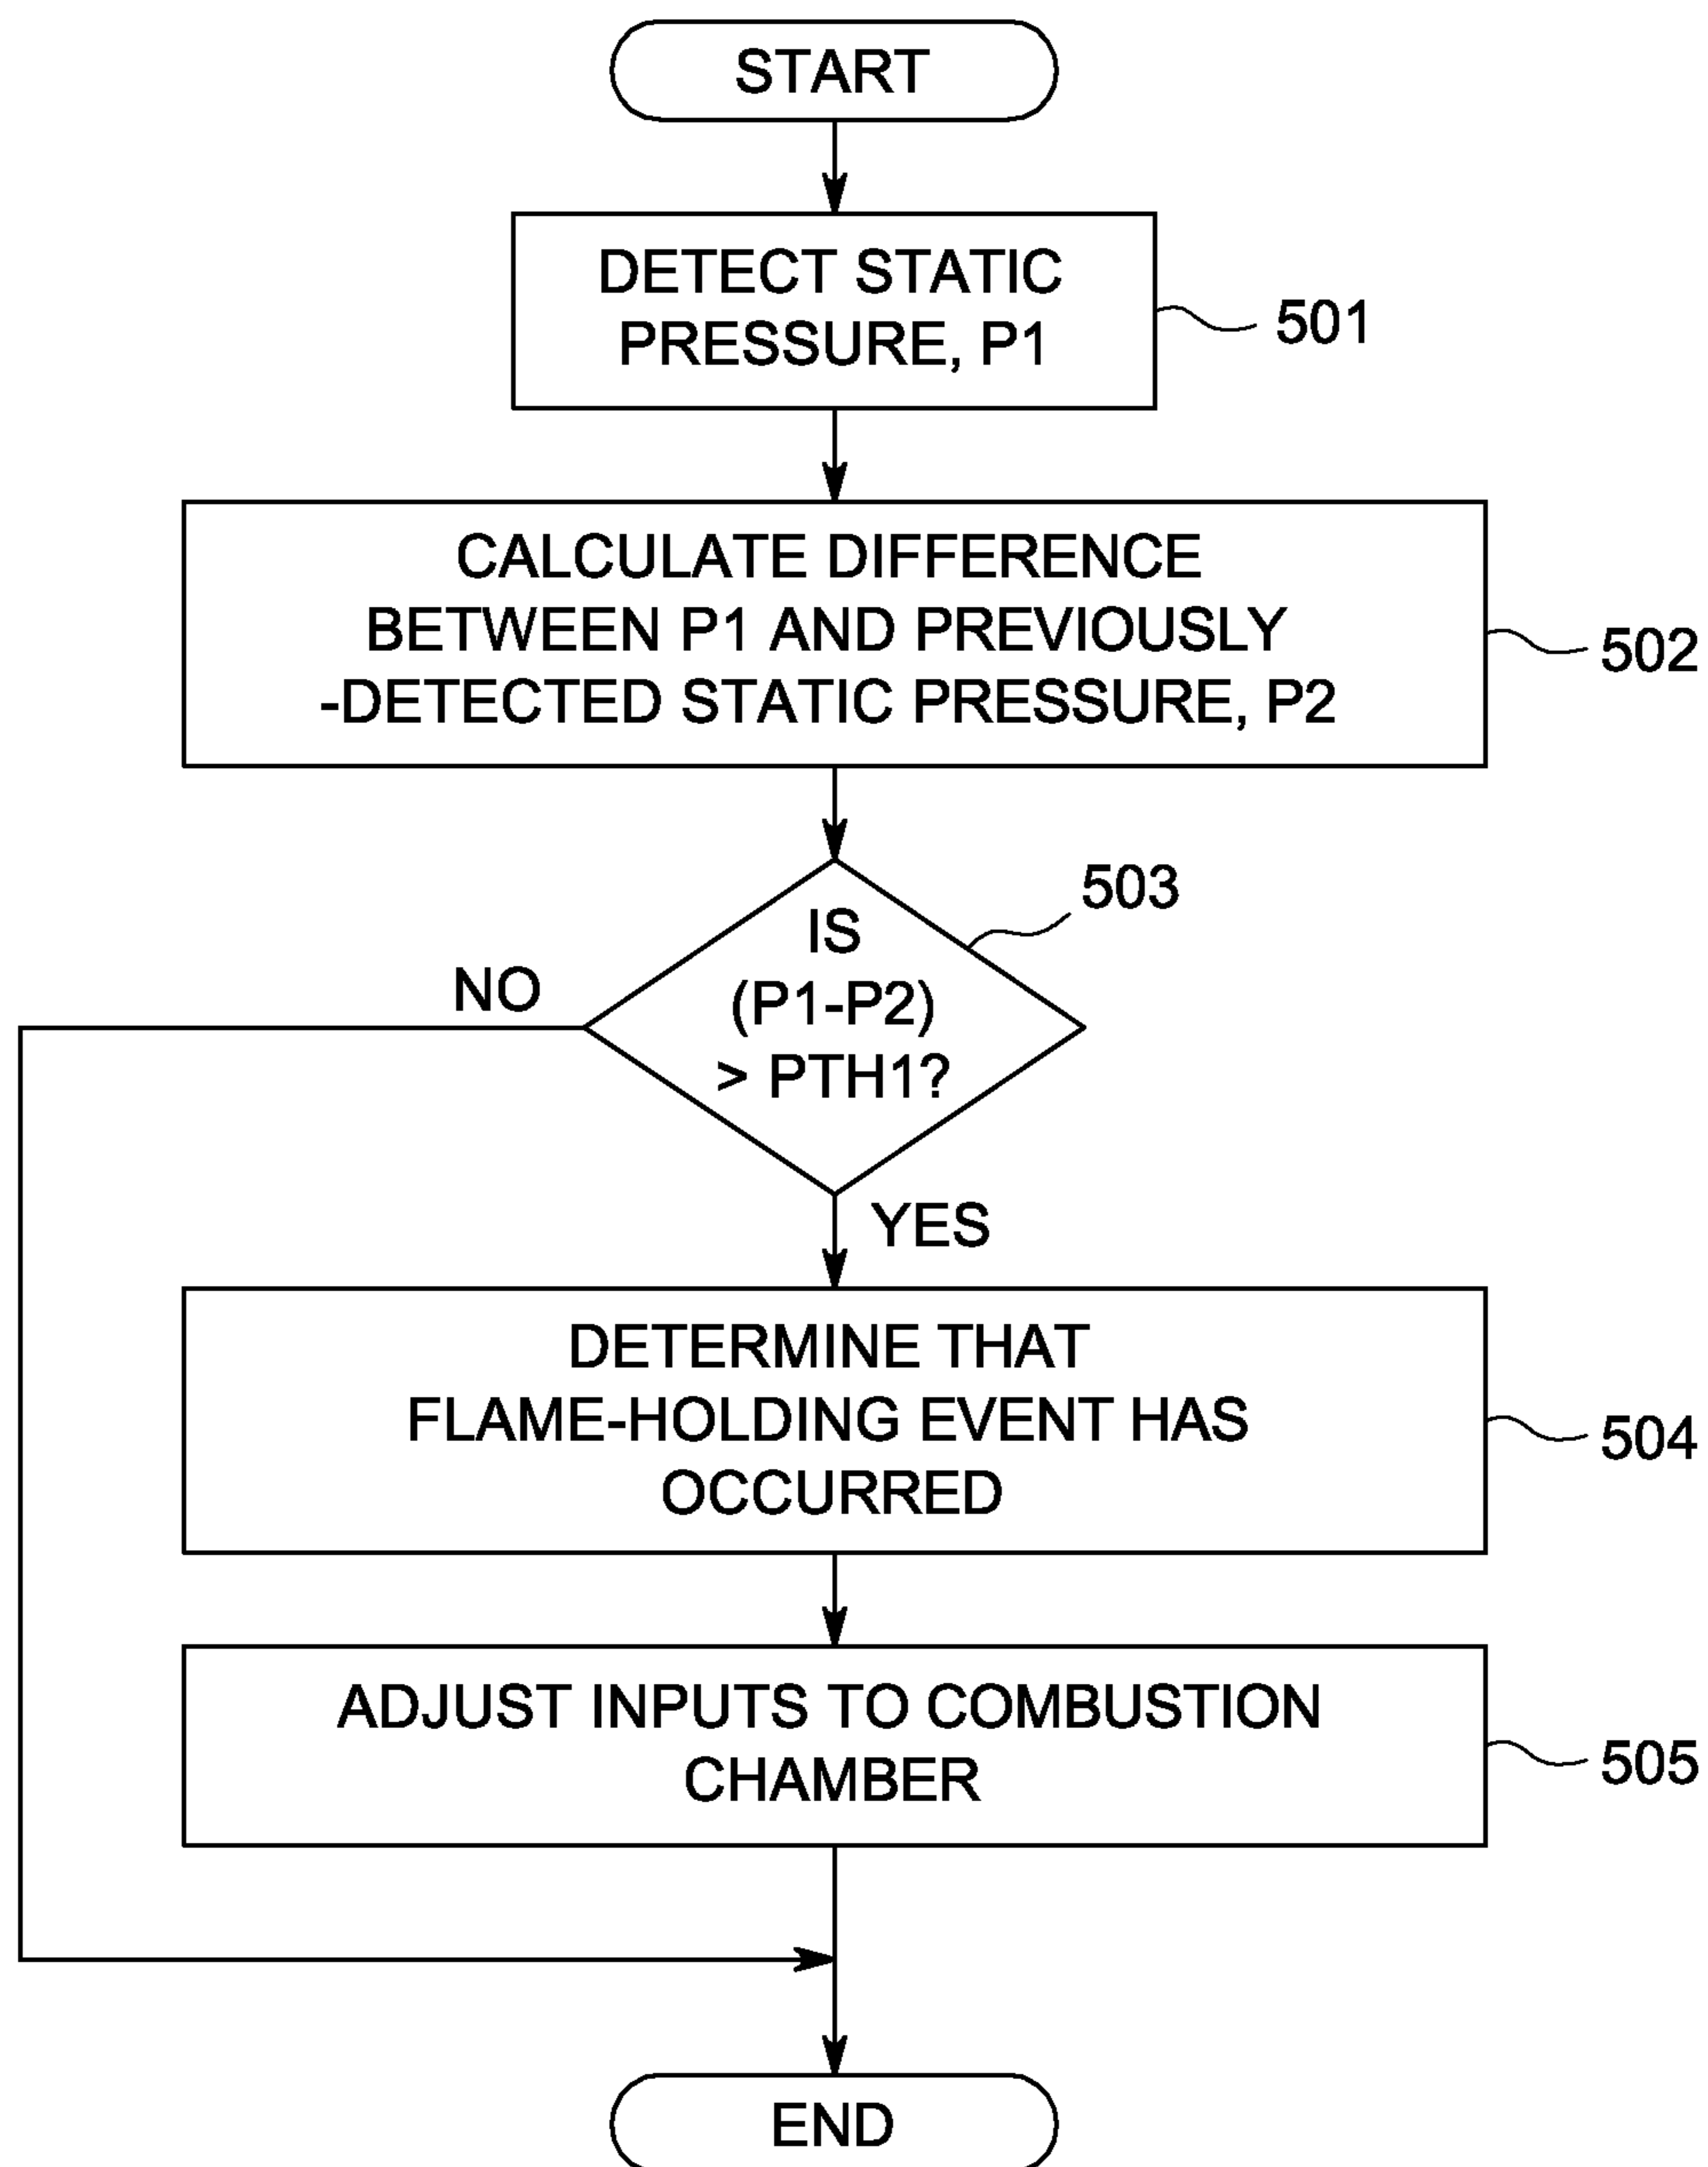 START
DETECT STATIC
PRESSURE, P1
501
CALCULATE DIFFERENCE
BETWEEN P1 AND PREVIOUSLY
-DETECTED STATIC PRESSURE, P2
502
503
IS
(P1-P2)
> PTH1?
NO
YES
DETERMINE THAT
FLAME-HOLDING EVENT HAS
OCCURRED
504
ADJUST INPUTS TO COMBUSTION
CHAMBER
505
END